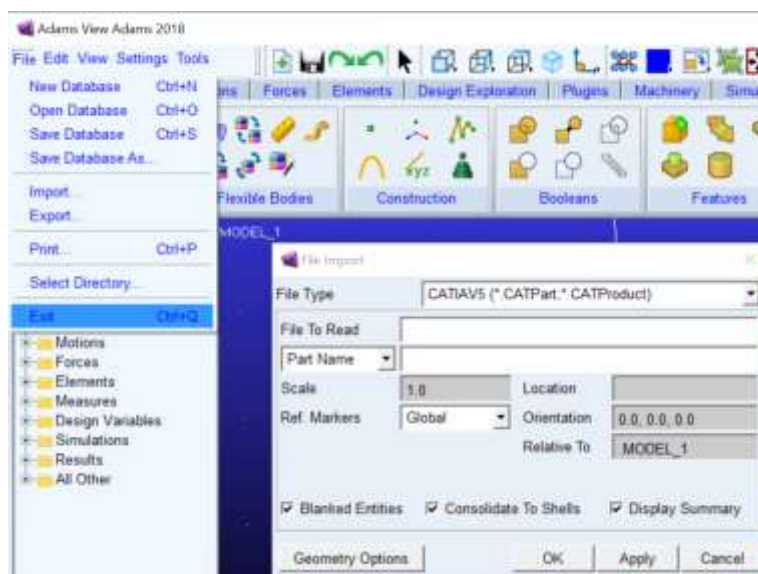 Adams View Adams 2018
File Edit View Settings Tools
New Database Ctrl+N
Open Database Ctrl+O
Save Database Ctrl+S
Save Database As...
Import...
Export...
Print... Ctrl+P
Select Directory...
Exit Ctrl+Q
Forces Elements Design Exploration Plugins Machinery
Flexible Bodies Construction Booleans Features
xyz
MODEL_1
Motions
Forces
Elements
Measures
Design Variables
Simulations
Results
All Other
File Import
File Type CATIAV5 (*.CATPart,*.CATProduct)
File To Read
Part Name
Scale 1.0 Location
Ref. Markers Global Orientation 0.0, 0.0, 0.0
Relative To MODEL_1
Blanked Entities Consolidate To Shells Display Summary
Geometry Options OK Apply Cancel